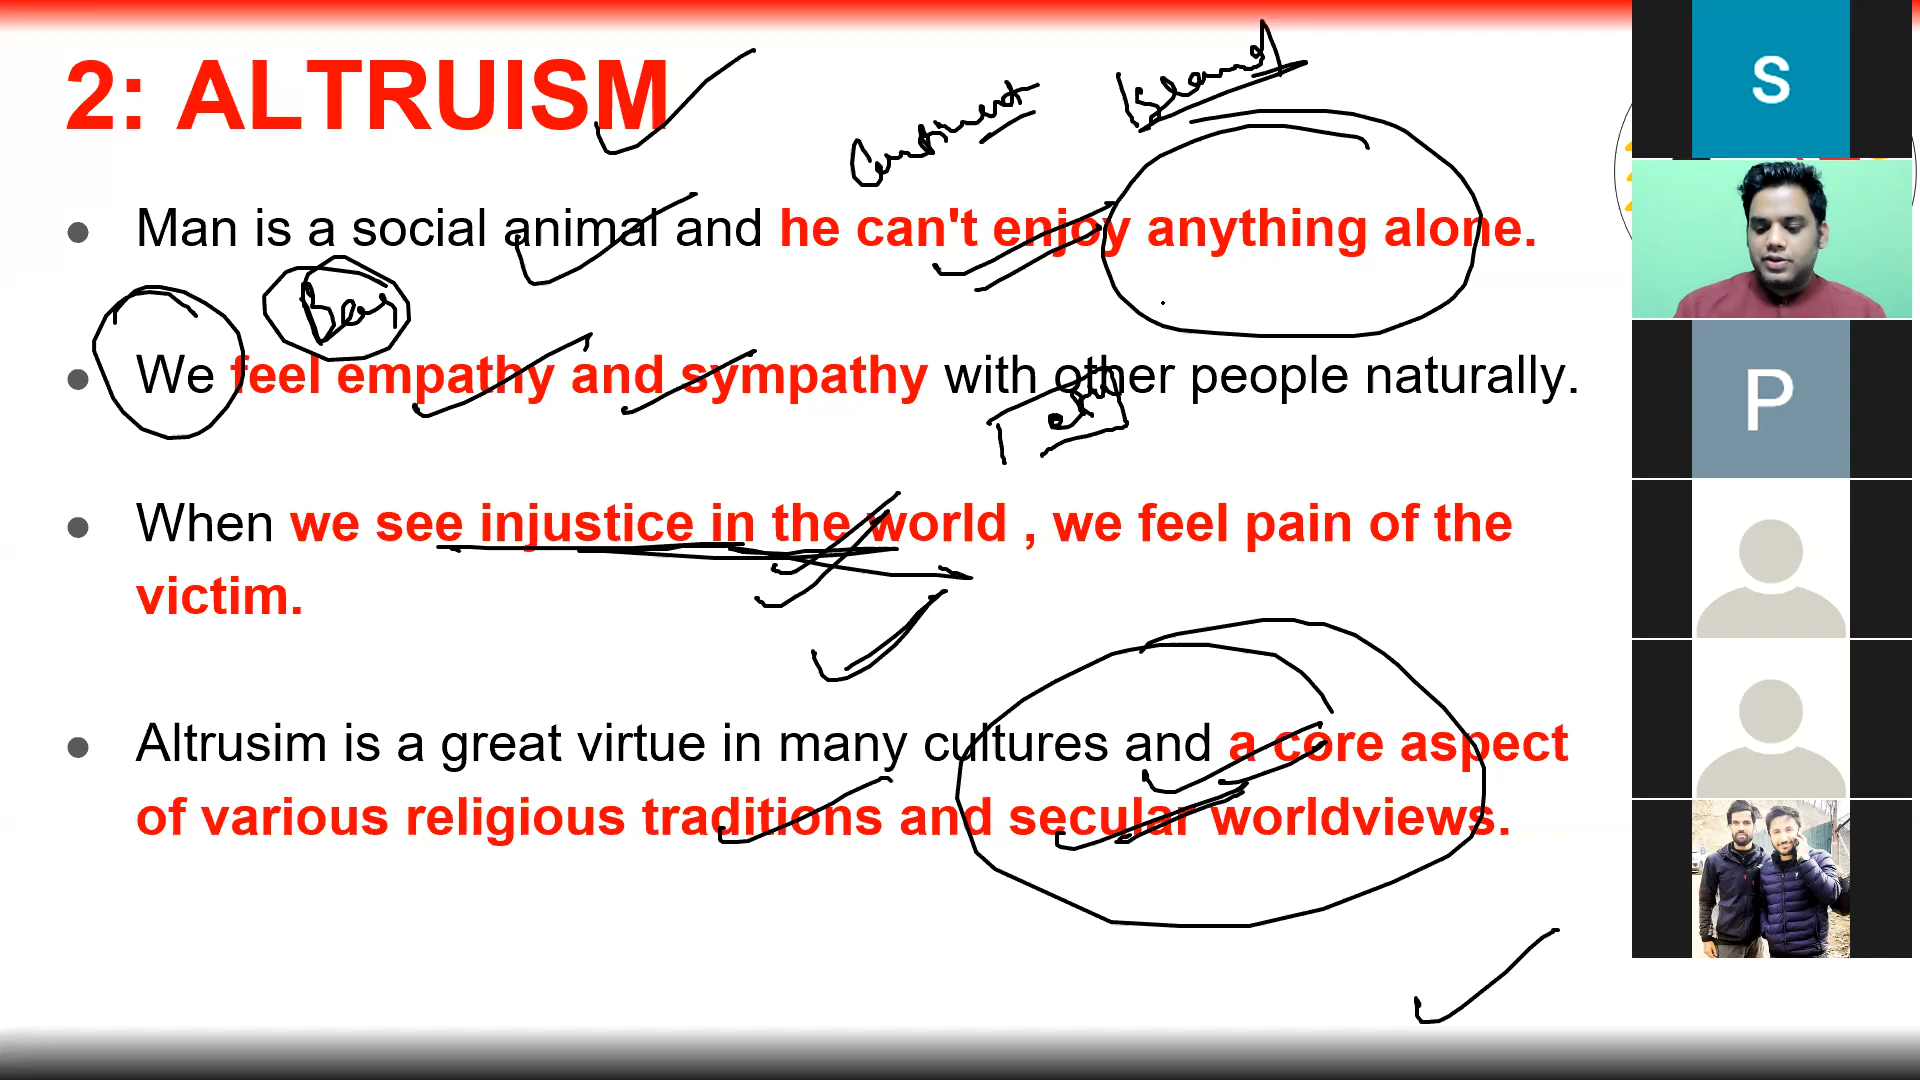 2: ALTRUISM
Continent
Island
Man is a social animal and he can't enjoy anything alone.
We feel empathy and sympathy with other people naturally.
When we see injustice in the world , we feel pain of the
victim.
Altrusim is a great virtue in many cultures and a core aspect
of various religious traditions and secular worldviews.
S
P